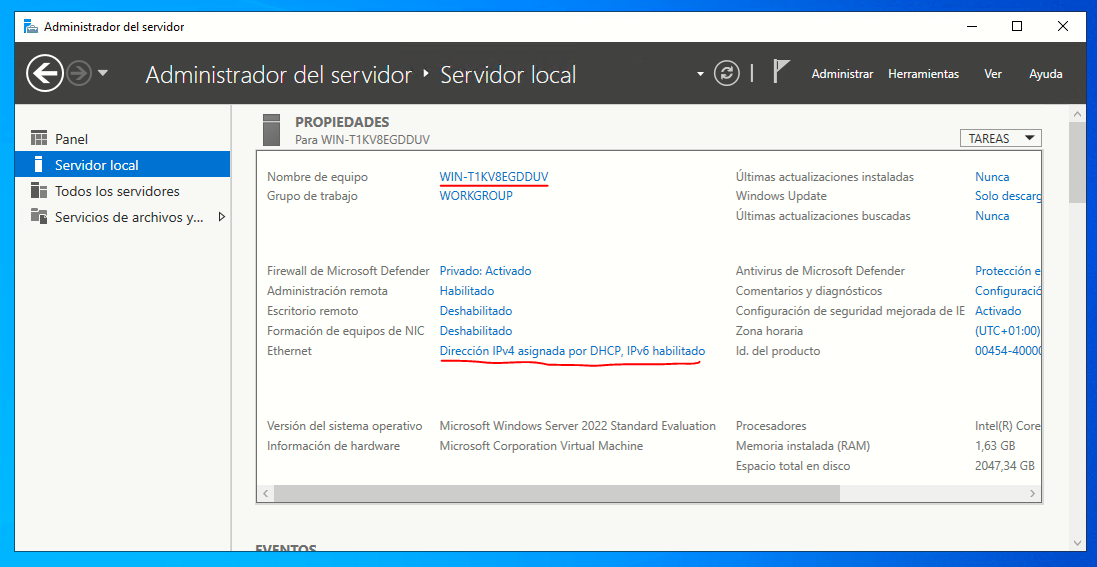 Administrador del servidor
Administrador del servidor ‣ Servidor local
Administrar Herramientas Ver Ayuda
Panel
Servidor local
Todos los servidores
Servicios de archivos y...
PROPIEDADES
Para WIN-T1KV8EGDDUV
TAREAS
Nombre de equipo WIN-T1KV8EGDDUV Últimas actualizaciones instaladas Nunca
Grupo de trabajo WORKGROUP Windows Update Solo descarg
Últimas actualizaciones buscadas Nunca
Firewall de Microsoft Defender Privado: Activado Antivirus de Microsoft Defender Protección e
Administración remota Habilitado Comentarios y diagnósticos Configuració
Escritorio remoto Deshabilitado Configuración de seguridad mejorada de IE Activado
Formación de equipos de NIC Deshabilitado Zona horaria (UTC+01:00)
Ethernet Dirección IPv4 asignada por DHCP, IPv6 habilitado Id. del producto 00454-40000
Versión del sistema operativo Microsoft Windows Server 2022 Standard Evaluation Procesadores Intel(R) Core
Información de hardware Microsoft Corporation Virtual Machine Memoria instalada (RAM) 1,63 GB
Espacio total en disco 2047,34 GB
EVENTOS